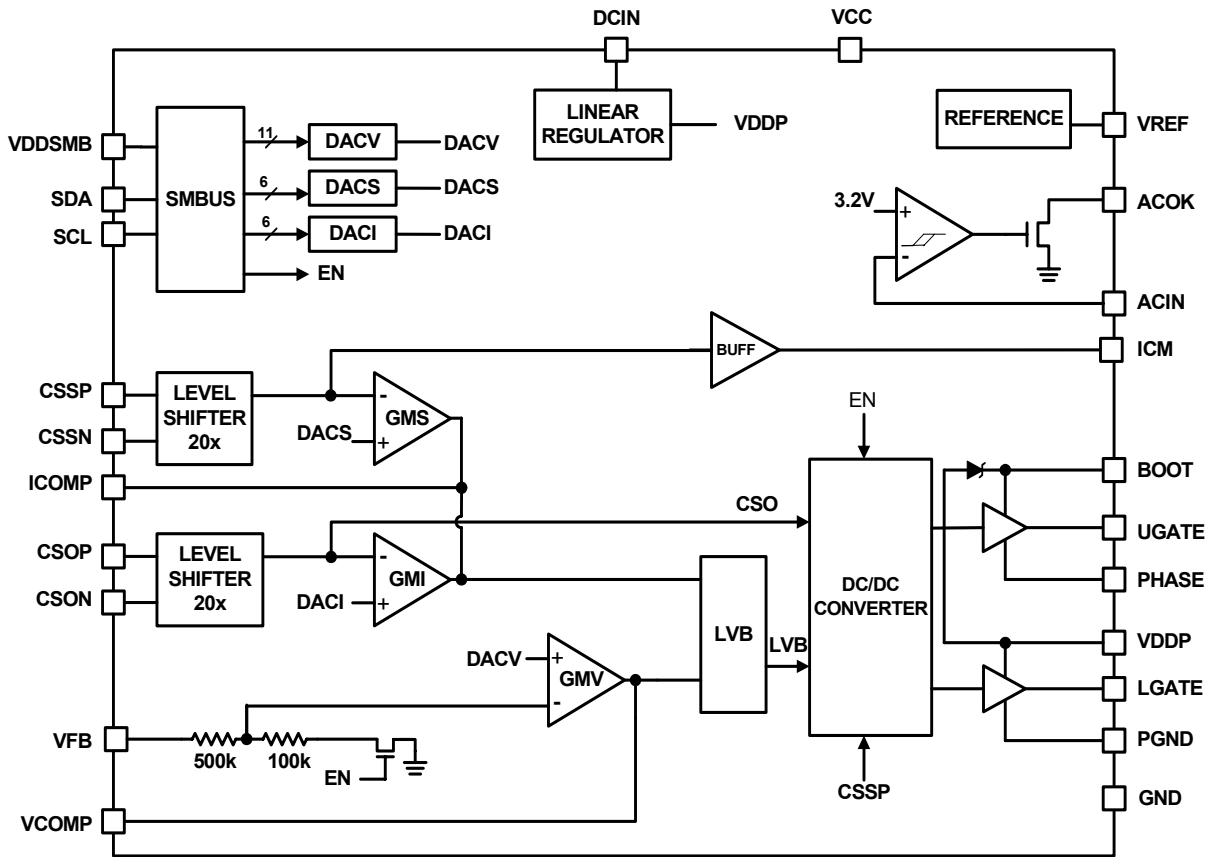 DCIN
VCC
VDDSMB
SDA
SCL
SMBUS
11
DACV
DACV
6
DACS
DACS
6
DACI
DACI
EN
LINEAR
REGULATOR
VDDP
REFERENCE
VREF
3.2V
+
-
ACOK
ACIN
BUFF
ICM
CSSP
CSSN
LEVEL
SHIFTER
20x
-
GMS
DACS
+
ICOMP
CSOP
CSON
LEVEL
SHIFTER
20x
-
GMI
DACI
+
CSO
EN
DC/DC
CONVERTER
LVB
LVB
CSSP
DACV
+
GMV
-
VFB
500k
100k
EN
VCOMP
BOOT
UGATE
PHASE
VDDP
LGATE
PGND
GND